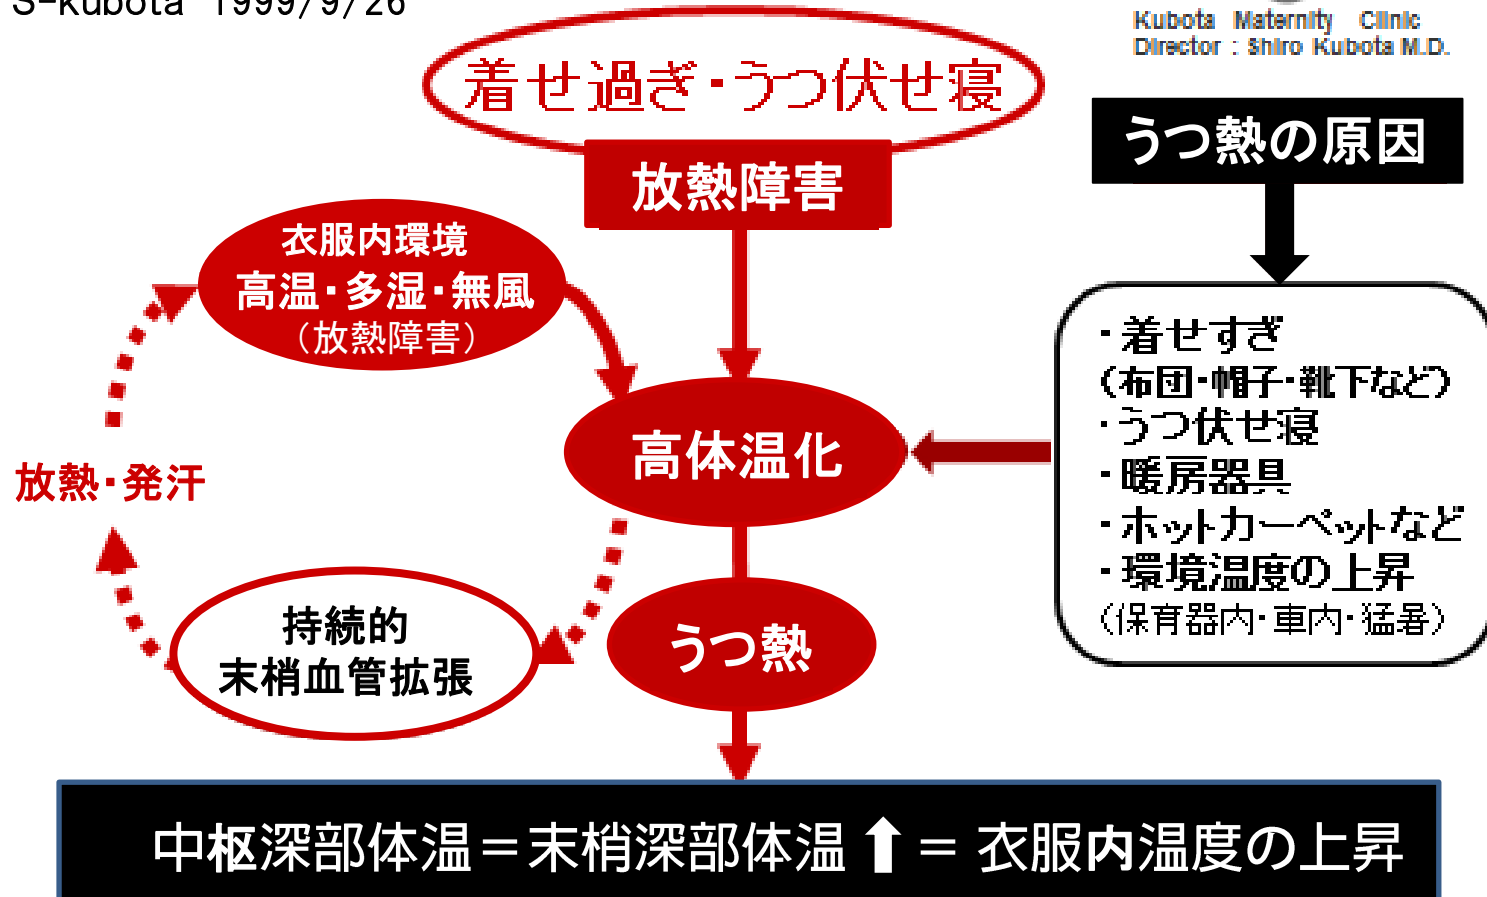 S-kubota 1999/9/26
Kubota Maternity Clinic
Director : Shiro Kubota M.D.
着せ過ぎ・うつ伏せ寝
放熱障害
うつ熱の原因
衣服内環境
高温・多湿・無風
（放熱障害）
・着せすぎ
（布団・帽子・靴下など）
・うつ伏せ寝
・暖房器具
・ホットカーペットなど
・環境温度の上昇
（保育器内・車内・猛暑）
高体温化
放熱・発汗
持続的
末梢血管拡張
うつ熱
中枢深部体温＝末梢深部体温⬆＝ 衣服内温度の上昇